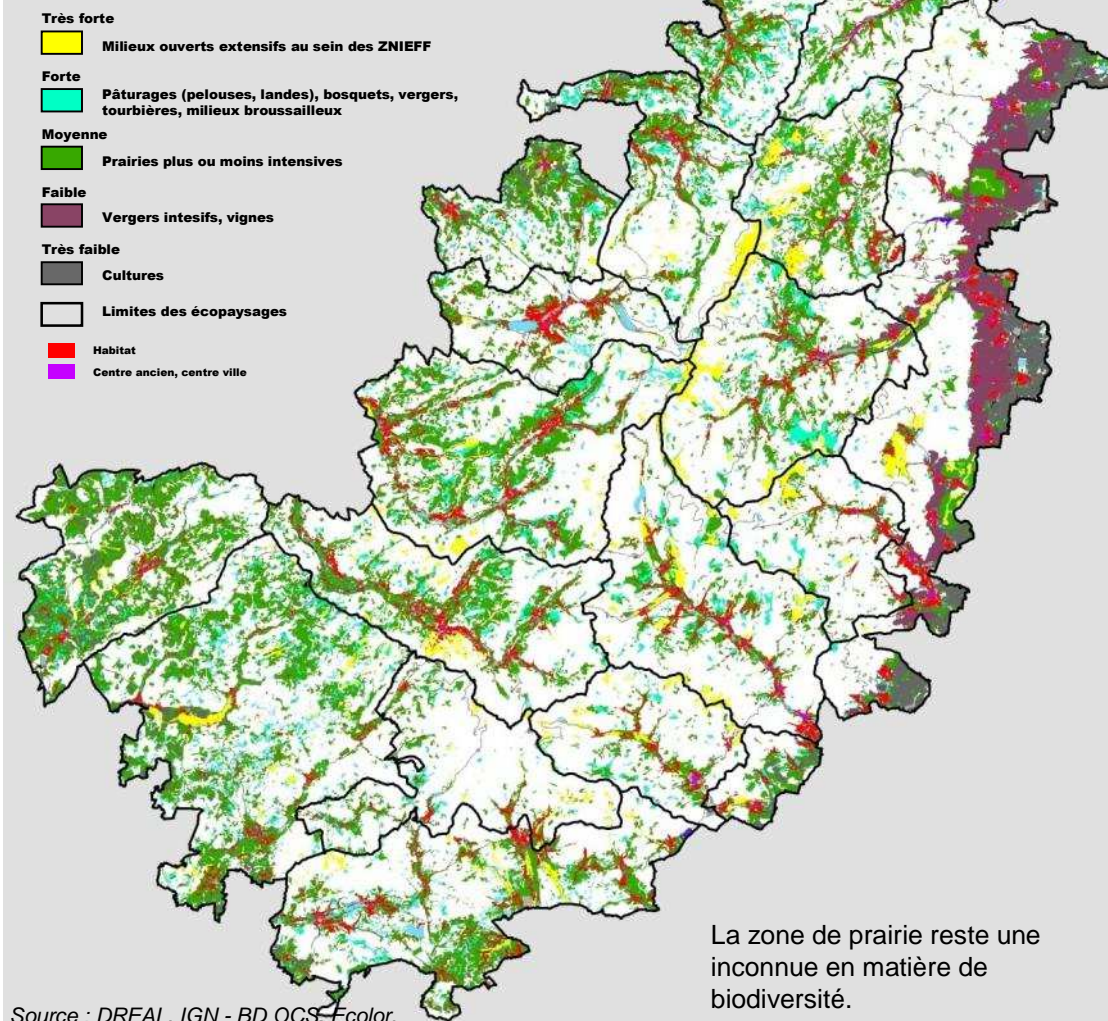 Très forte
Milieux ouverts extensifs au sein des ZNIEFF
Forte
Pâturages (pelouses, landes), bosquets, vergers,
tourbières, milieux broussailleux
Moyenne
Prairies plus ou moins intensives
Faible
Vergers intesifs, vignes
Très faible
Cultures
Limites des écopaysages
Habitat
Centre ancien, centre ville
La zone de prairie reste une
inconnue en matière de
biodiversité.
Source : DREAL, IGN - BD OCS, Ecolor.